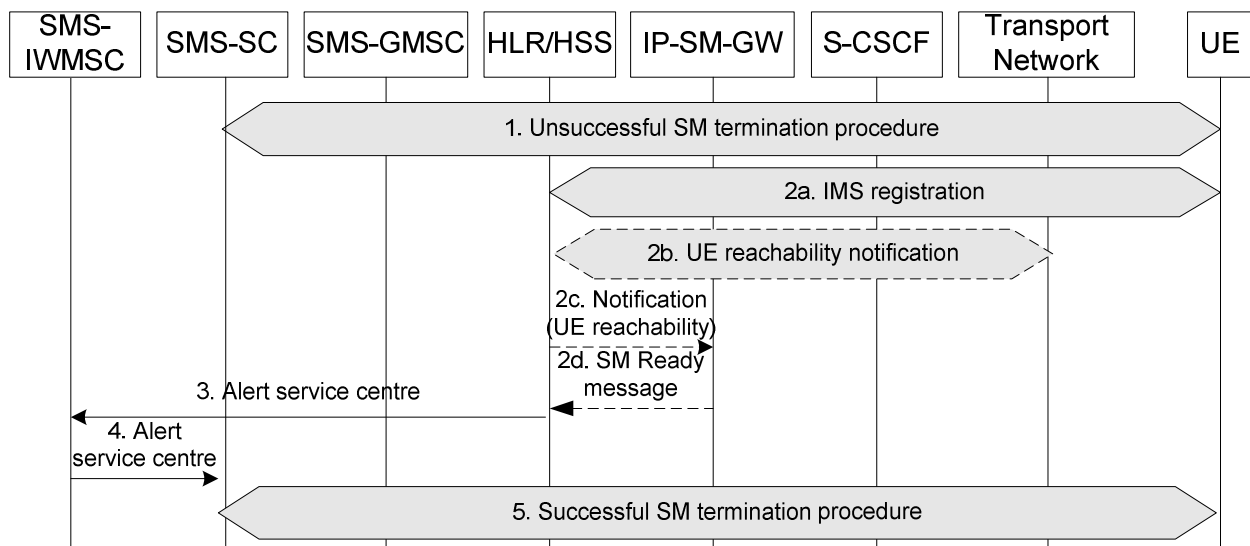 SMS-
IWMSC
SMS-SC
SMS-GMSC
HLR/HSS
IP-SM-GW
S-CSCF
Transport
Network
UE
1. Unsuccessful SM termination procedure
2a. IMS registration
2b. UE reachability notification
2c. Notification
(UE reachability)
2d. SM Ready
message
3. Alert service centre
4. Alert
service centre
5. Successful SM termination procedure